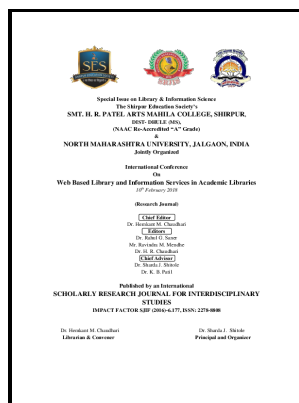 SES
Special Issue on Library & Information Science
The Shirpur Education Society's
SMT. H. R. PATEL ARTS MAHILA COLLEGE, SHIRPUR,
DIST- DHULE (MS),
(NAAC Re-Accredited "A" Grade)
&
NORTH MAHARASHTRA UNIVERSITY, JALGAON, INDIA
Jointly Organized
International Conference
On
Web Based Library and Information Services in Academic Libraries
10th February 2018
(Research Journal)
Chief Editor
Dr. Hemkant M. Chaudhari
Editors
Dr. Rahul G. Saner
Mr. Ravindra M. Mendhe
Dr. H. R. Chaudhari
Chief Advisor
Dr. Sharda J. Shitole
Dr. K. B. Patil
Published by an International
SCHOLARLY RESEARCH JOURNAL FOR INTERDISCIPLINARY
STUDIES
IMPACT FACTOR SJIF (2016)-6.177, ISSN: 2278-8808
Dr. Hemkant M. Chaudhari
Dr. Sharda J. Shitole
Librarian & Convener
Principal and Organizer